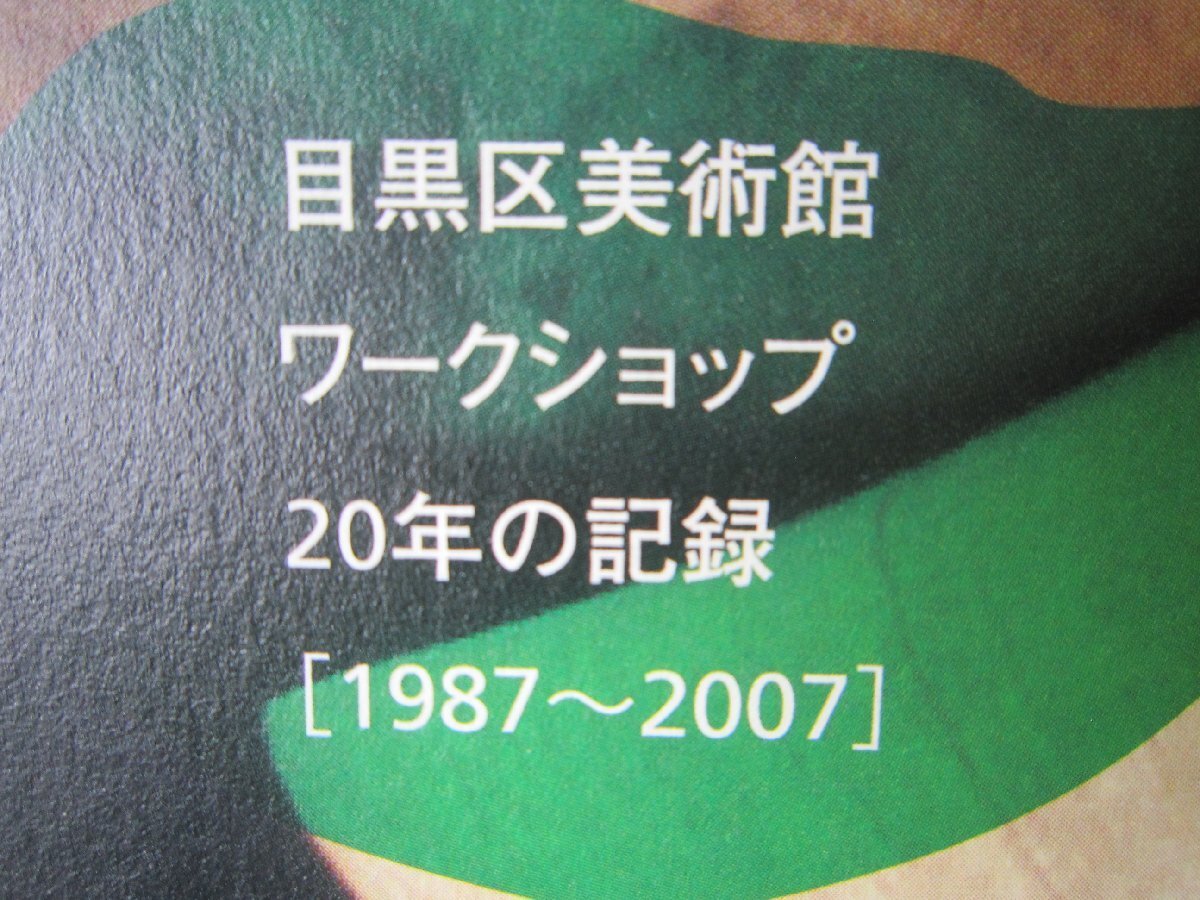 目黒区美術館
ワークショップ
20年の記録
[1987〜2007]